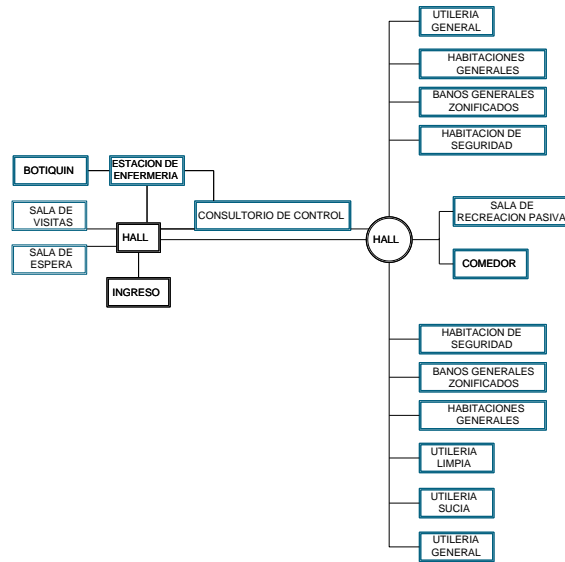 UTILERIA
GENERAL
HABITACIONES
GENERALES
BANOS GENERALES
ZONIFICADOS
HABITACION DE
SEGURIDAD
BOTIQUIN
ESTACION DE
ENFERMERIA
SALA DE
VISITAS
CONSULTORIO DE CONTROL
SALA DE
RECREACION PASIVA
HALL
HALL
SALA DE
ESPERA
COMEDOR
INGRESO
HABITACION DE
SEGURIDAD
BANOS GENERALES
ZONIFICADOS
HABITACIONES
GENERALES
UTILERIA
LIMPIA
UTILERIA
SUCIA
UTILERIA
GENERAL